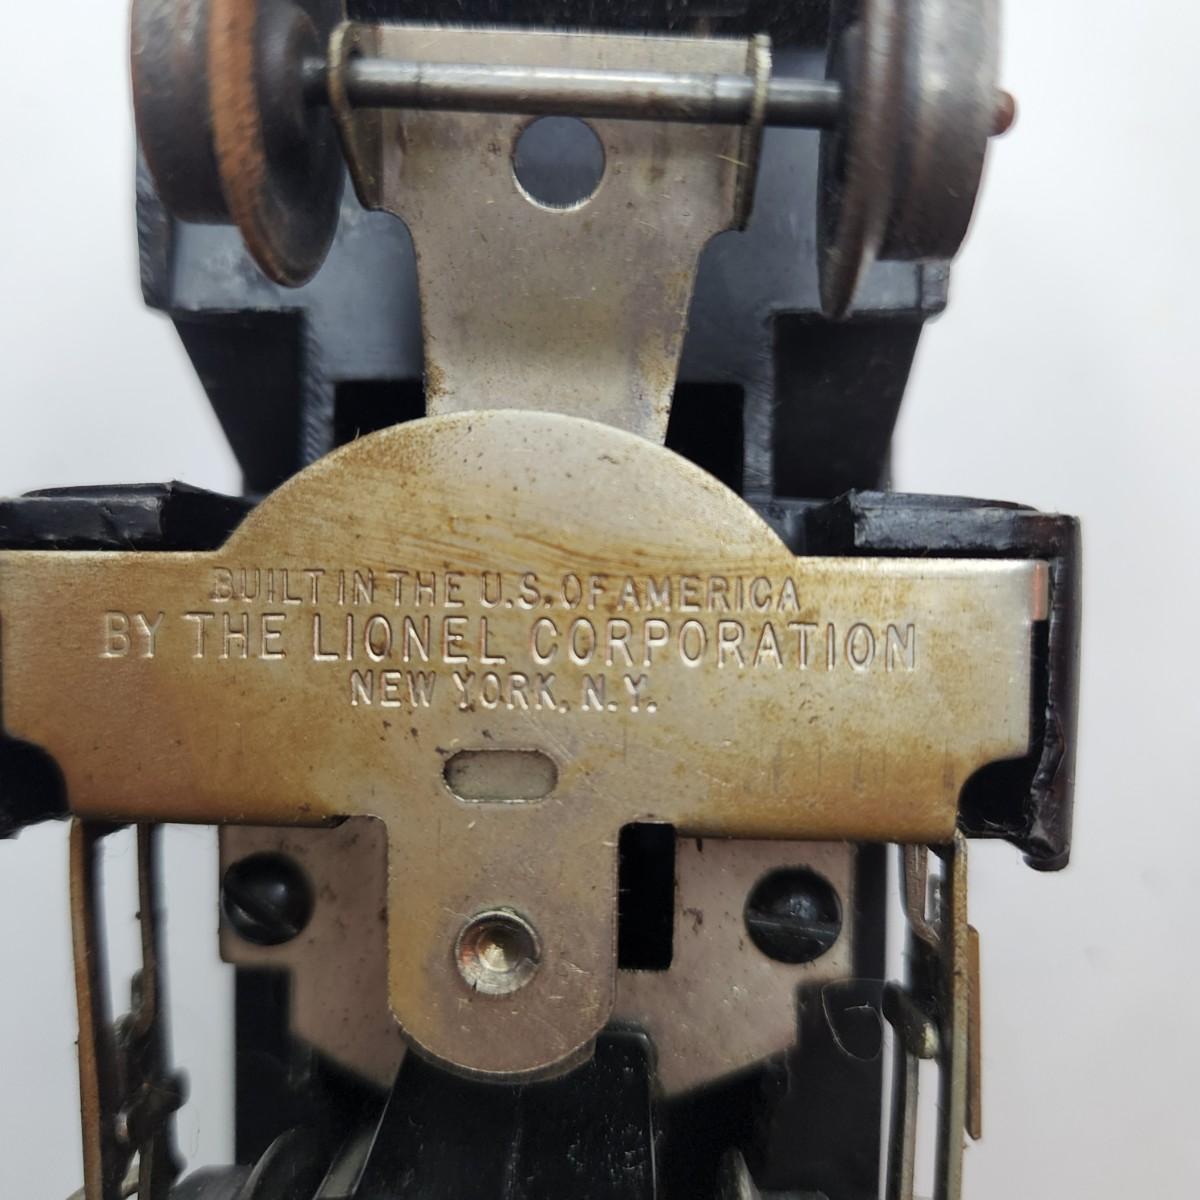 BUILT IN THE U.S. OF AMERICA
BY THE LIONEL CORPORATION
NEW YORK, N.Y.